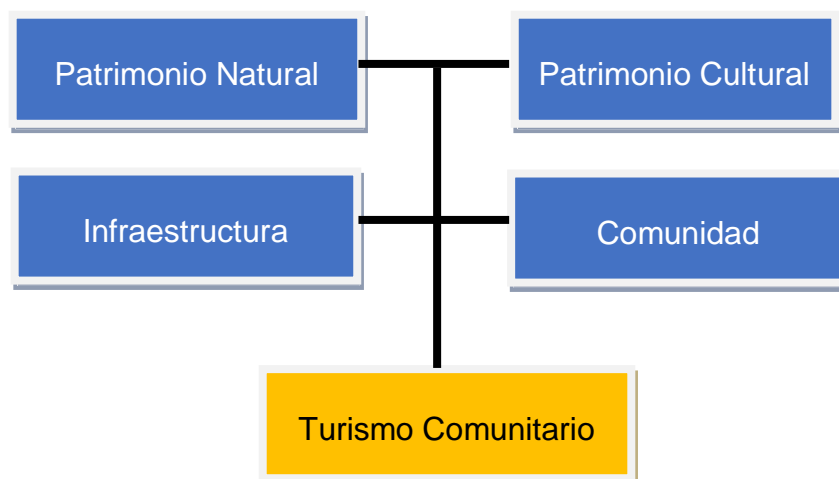 Patrimonio Natural
Patrimonio Cultural
Infraestructura
Comunidad
Turismo Comunitario